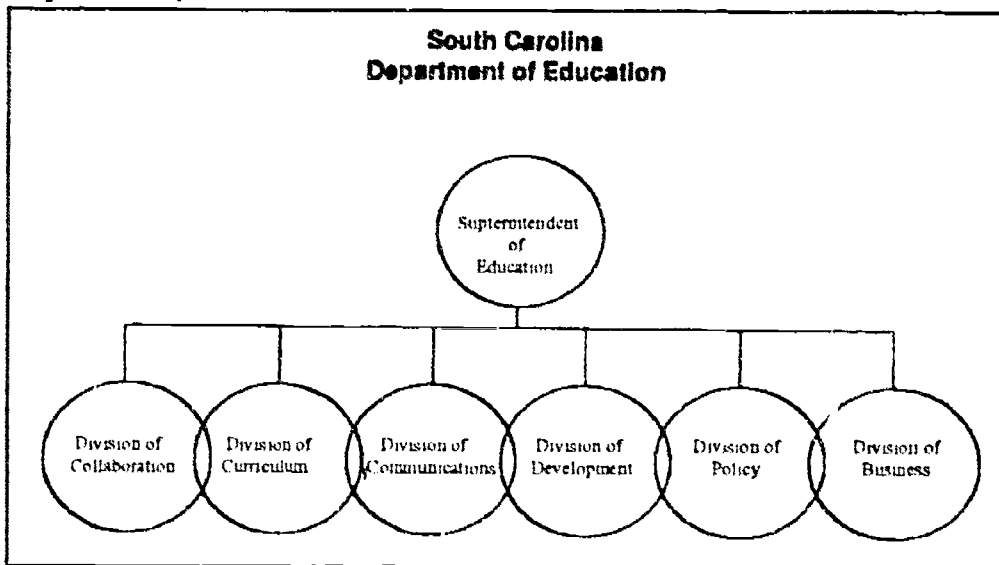 South Carolina
Department of Education
Supterintendent
of
Education
Division of
Collaboration
Division of
Curriculum
Division of
Communications
Division of
Development
Division of
Policy
Division of
Business